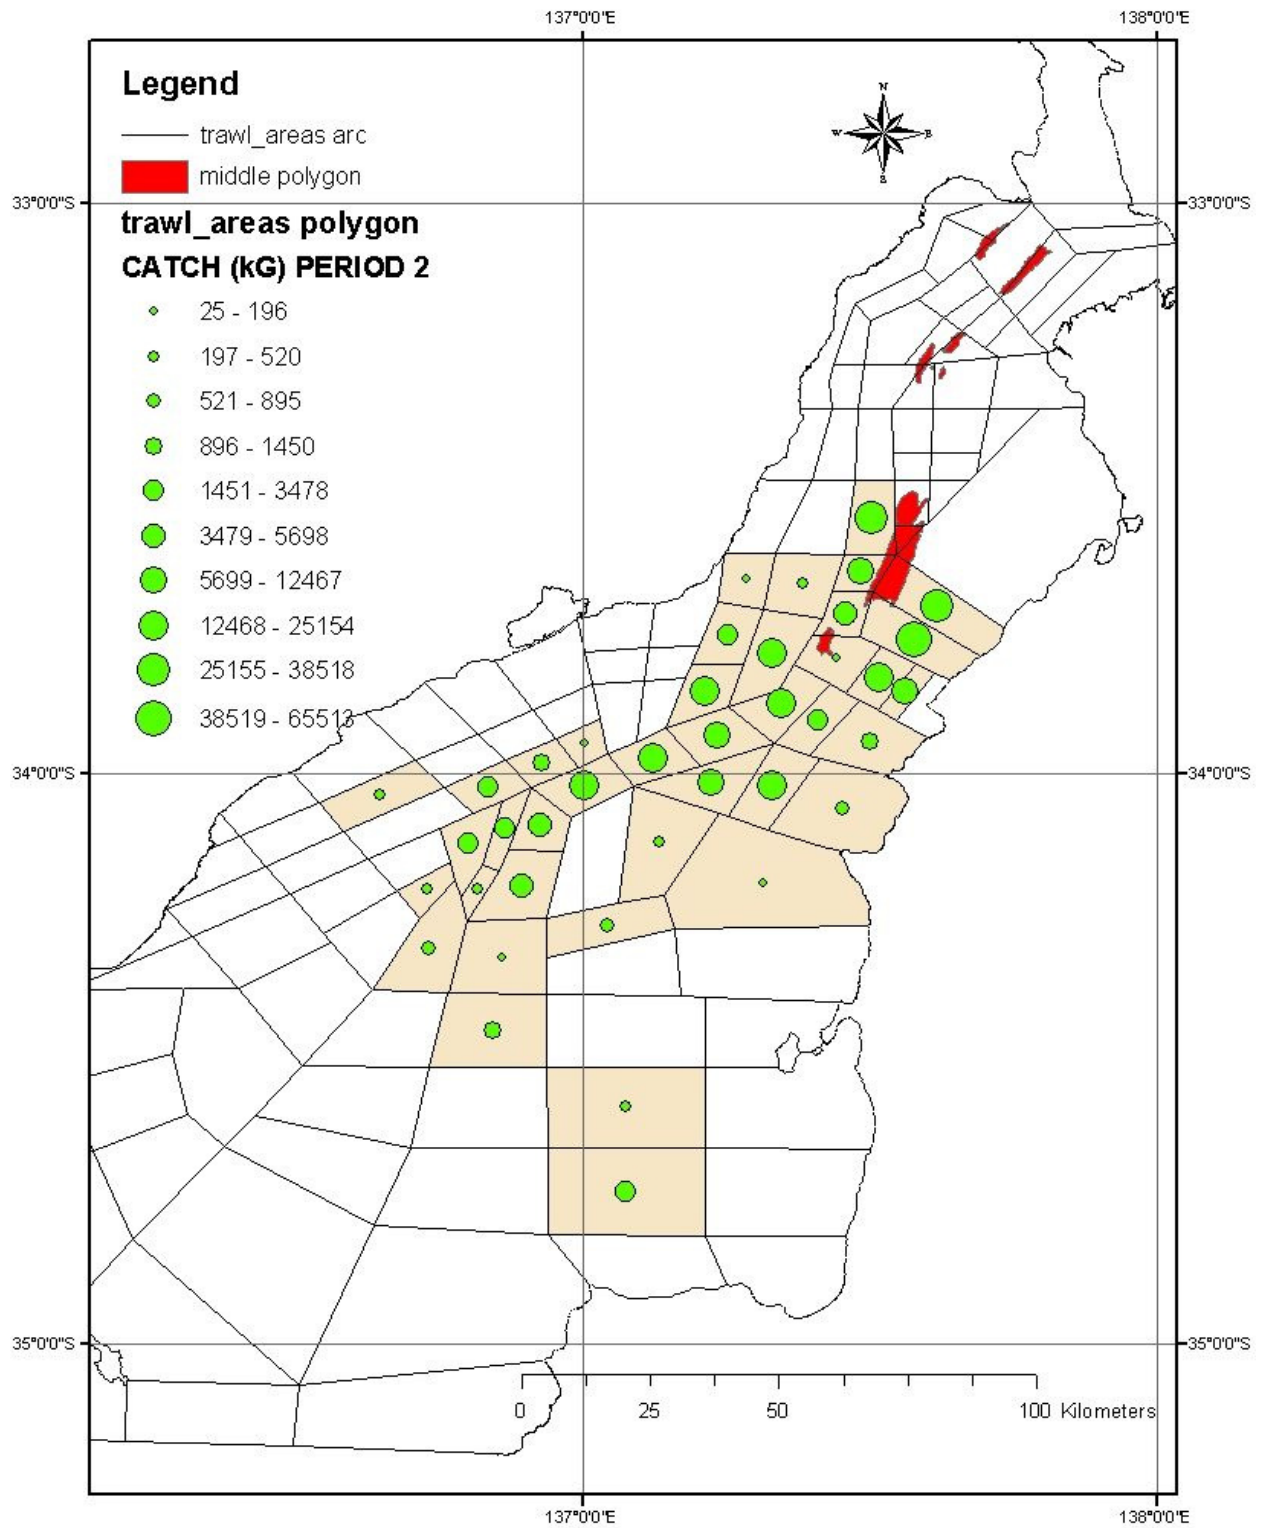 137°0'0"E 138°0'0"E
Legend
trawl_areas arc
middle polygon
N
W E
S
33°0'0"S 33°0'0"S
trawl_areas polygon
CATCH (kG) PERIOD 2
25 - 196
197 - 520
521 - 895
896 - 1450
1451 - 3478
3479 - 5698
5699 - 12467
12468 - 25154
25155 - 38518
38519 - 65513
34°0'0"S 34°0'0"S
35°0'0"S 35°0'0"S
0 25 50 100 Kilometers
137°0'0"E 138°0'0"E